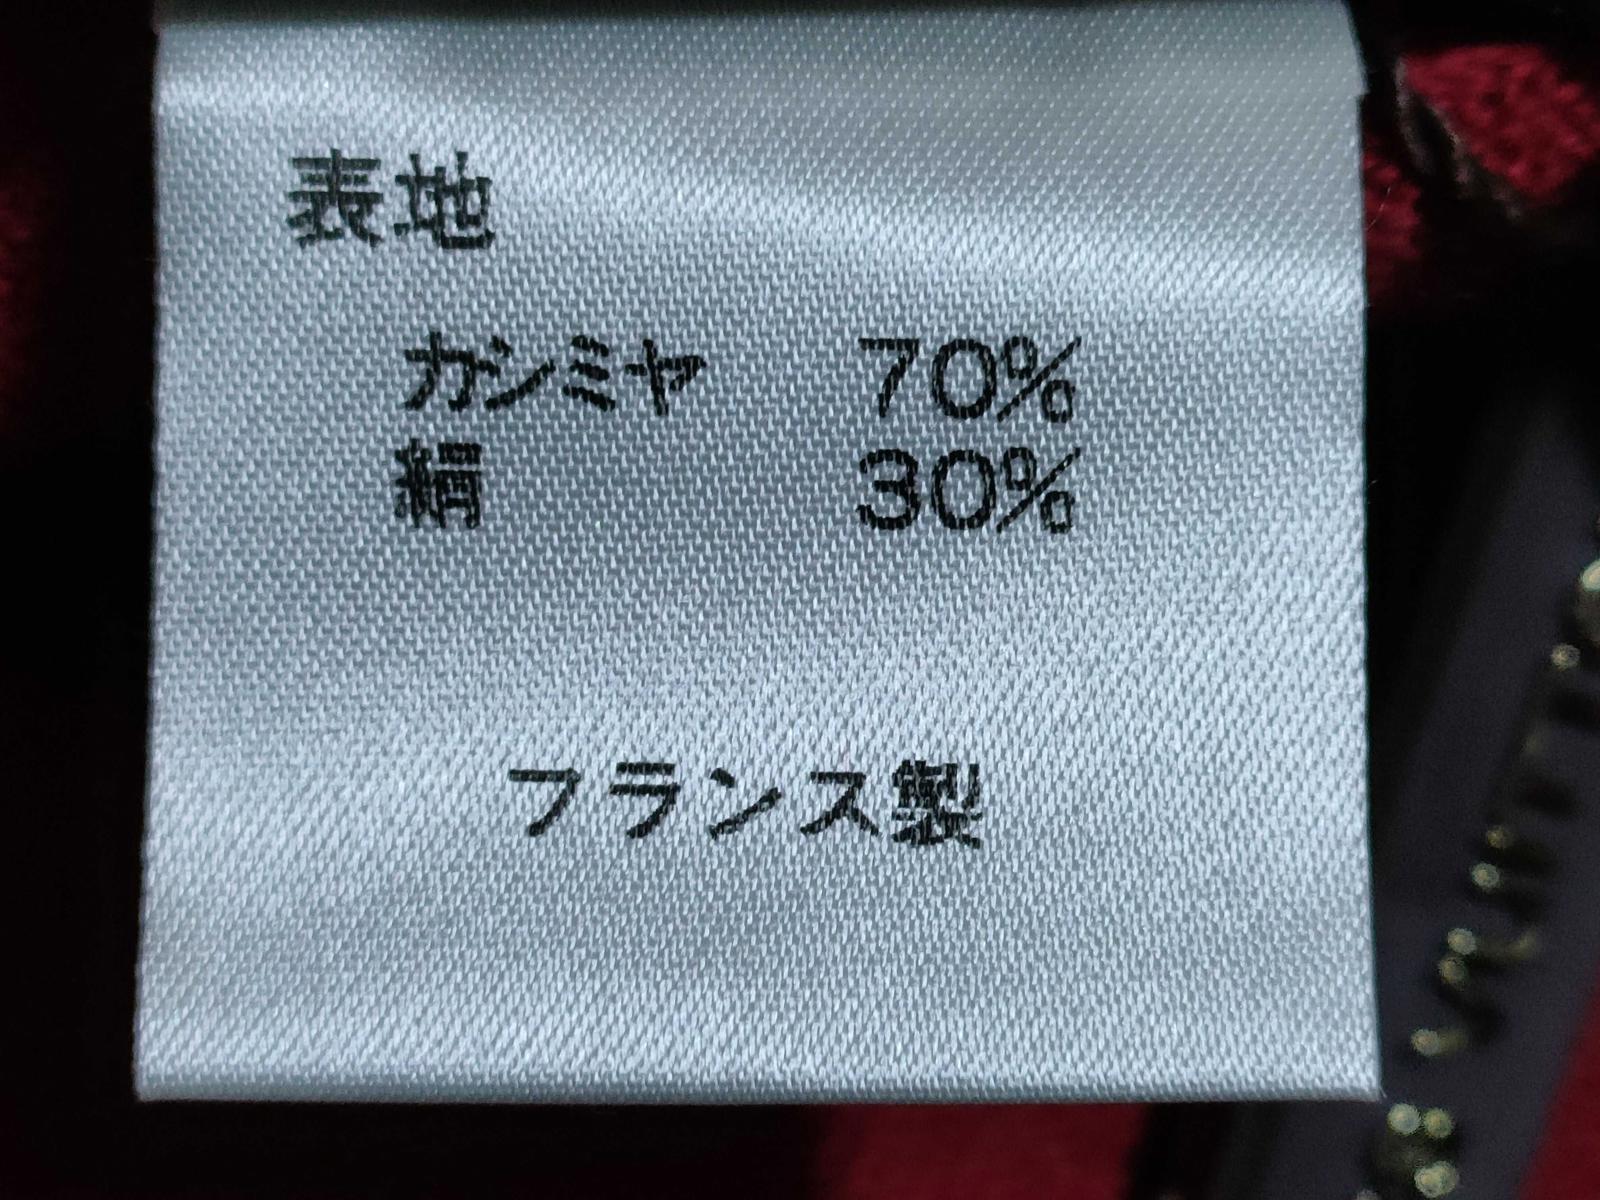 表地
カシミヤ 70%
絹 30%
フランス製